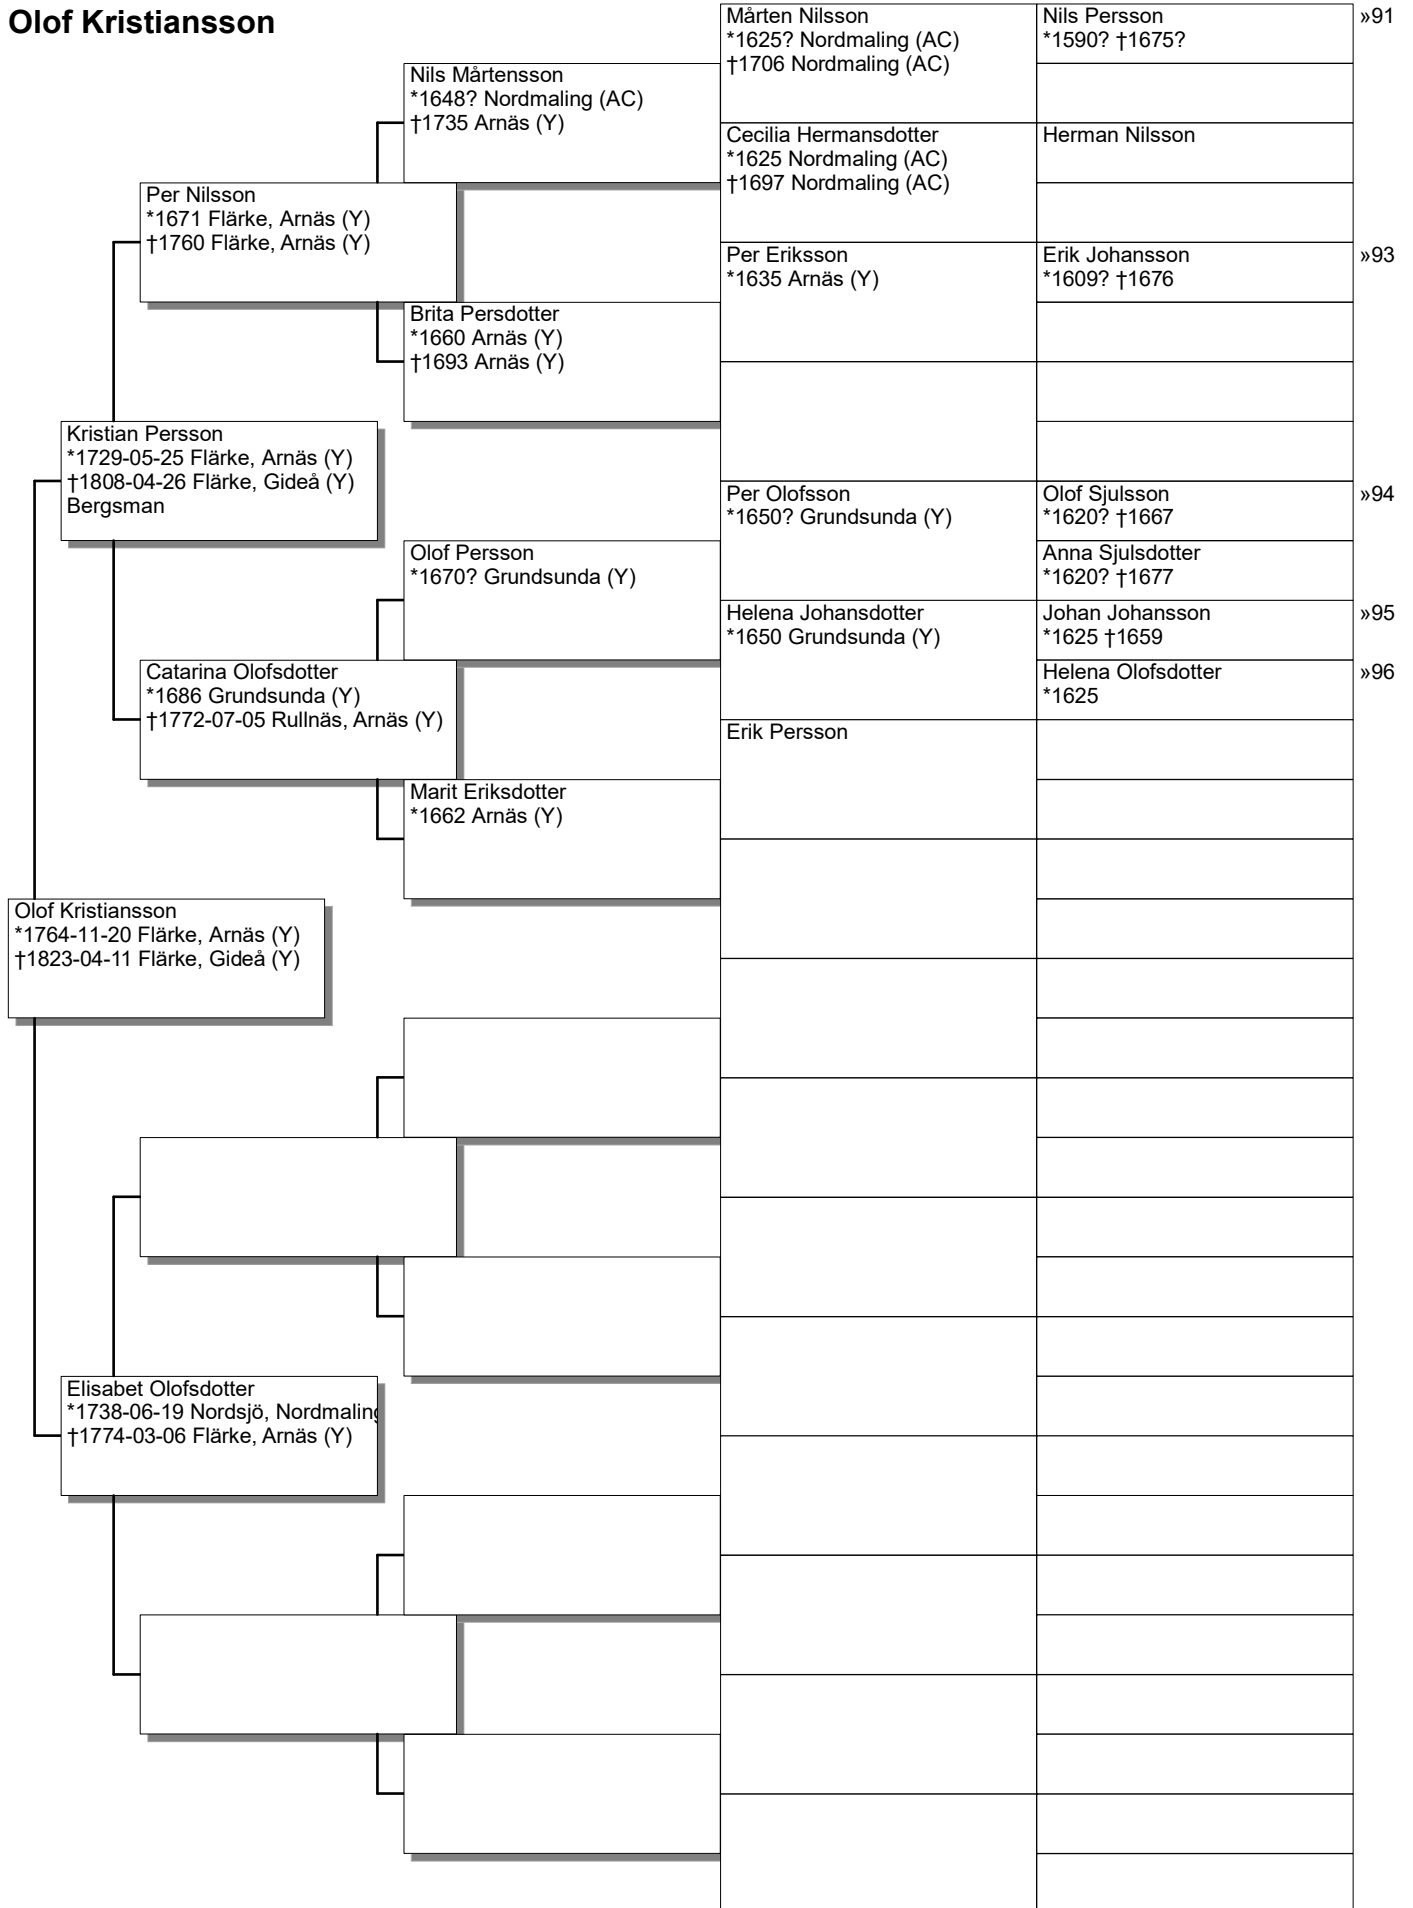 Olof Kristiansson
Mårten Nilsson
*1625? Nordmaling (AC)
†1706 Nordmaling (AC)
Nils Persson
*1590? †1675?
»91
Nils Mårtensson
*1648? Nordmaling (AC)
†1735 Arnäs (Y)
Cecilia Hermansdotter
*1625 Nordmaling (AC)
†1697 Nordmaling (AC)
Herman Nilsson
Per Nilsson
*1671 Flärke, Arnäs (Y)
†1760 Flärke, Arnäs (Y)
Per Eriksson
*1635 Arnäs (Y)
Erik Johansson
*1609? †1676
»93
Brita Persdotter
*1660 Arnäs (Y)
†1693 Arnäs (Y)
Kristian Persson
*1729-05-25 Flärke, Arnäs (Y)
†1808-04-26 Flärke, Gideå (Y)
Bergsman
Per Olofsson
*1650? Grundsunda (Y)
Olof Sjulsson
*1620? †1667
»94
Olof Persson
*1670? Grundsunda (Y)
Anna Sjulsdotter
*1620? †1677
Helena Johansdotter
*1650 Grundsunda (Y)
Johan Johansson
*1625 †1659
»95
Catarina Olofsdotter
*1686 Grundsunda (Y)
†1772-07-05 Rullnäs, Arnäs (Y)
Helena Olofsdotter
*1625
»96
Erik Persson
Marit Eriksdotter
*1662 Arnäs (Y)
Olof Kristiansson
*1764-11-20 Flärke, Arnäs (Y)
†1823-04-11 Flärke, Gideå (Y)
Elisabet Olofsdotter
*1738-06-19 Nordsjö, Nordmaling
†1774-03-06 Flärke, Arnäs (Y)